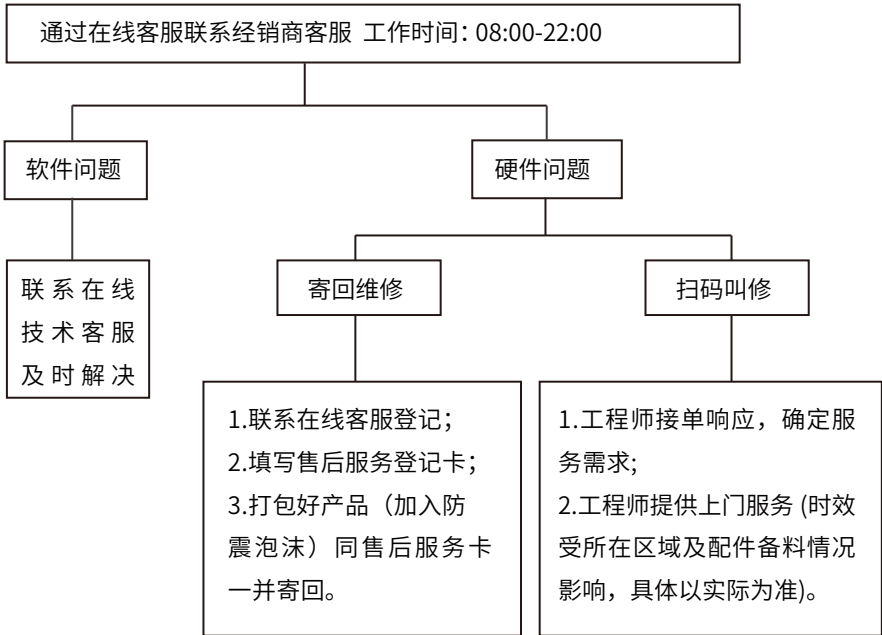 通过在线客服联系经销商客服 工作时间：08:00-22:00
软件问题
硬件问题
联系在线
技术客服
及时解决
寄回维修
扫码叫修
1.联系在线客服登记；
2.填写售后服务登记卡；
3.打包好产品（加入防
震泡沫）同售后服务卡
一并寄回。
1.工程师接单响应，确定服
务需求;
2.工程师提供上门服务 (时效
受所在区域及配件备料情况
影响，具体以实际为准)。